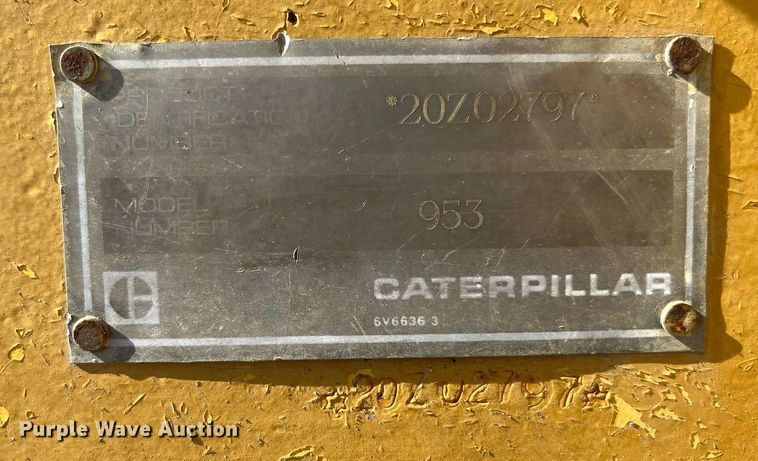 PRODUCT
IDENTIFICATION
NUMBER
*20Z02797*
MODEL
NUMBER
953
C
CATERPILLAR
6V6636 3
*20Z02797*
Purple Wave Auction